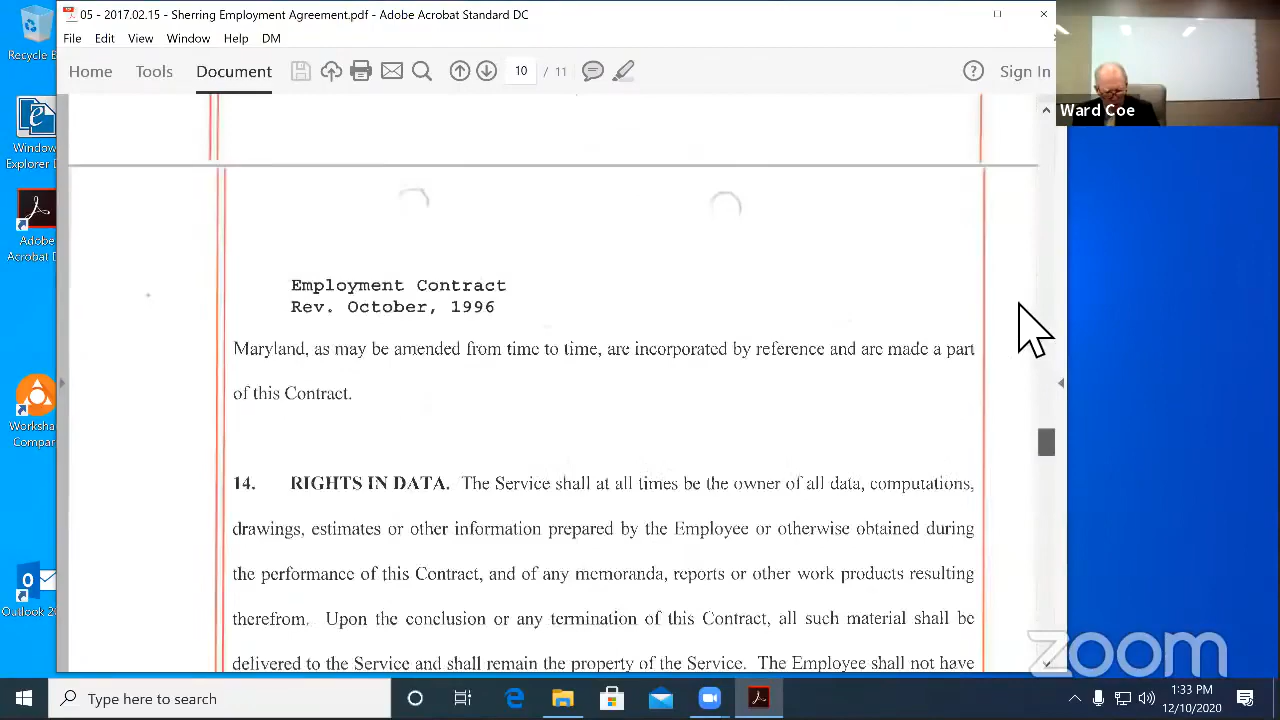 05 - 2017.02.15 - Sherring Employment Agreement.pdf - Adobe Acrobat Standard DC
File Edit View Window Help DM
Home Tools Document 10 / 11 Sign In
Recycle B
Window
Explorer D
Adobe
Acrobat D
Worksha
Compar
Outlook 20
Ward Coe
Employment Contract
Rev. October, 1996
Maryland, as may be amended from time to time, are incorporated by reference and are made a part
of this Contract.
14. RIGHTS IN DATA. The Service shall at all times be the owner of all data, computations,
drawings, estimates or other information prepared by the Employee or otherwise obtained during
the performance of this Contract, and of any memoranda, reports or other work products resulting
therefrom. Upon the conclusion or any termination of this Contract, all such material shall be
delivered to the Service and shall remain the property of the Service. The Employee shall not have
zoom
Type here to search
1:33 PM
12/10/2020